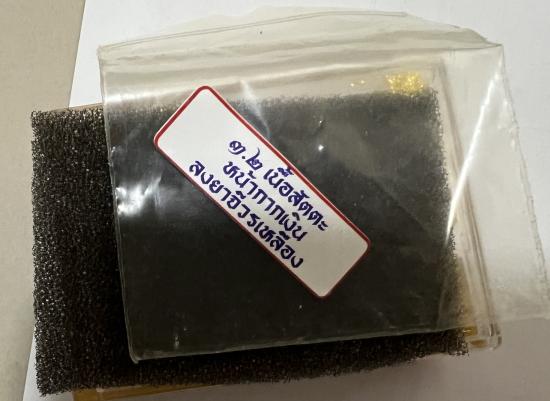 ๓.๒ เนื้อสัตตะ
หน้ากากเงิน
ลงยาจีวรเหลือง